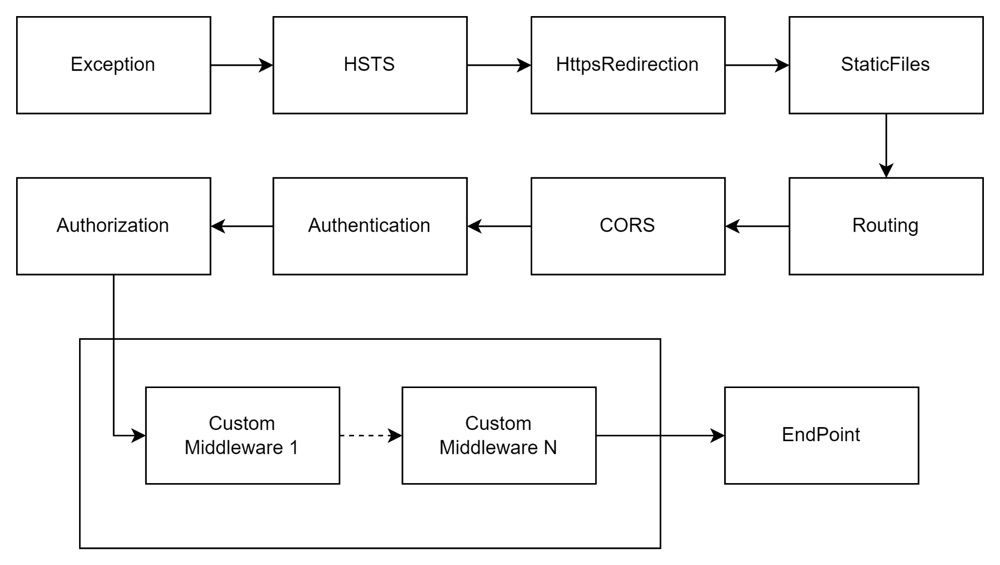 Exception
HSTS
HttpsRedirection
StaticFiles
Authorization
Authentication
CORS
Routing
Custom
Middleware 1
Custom
Middleware N
EndPoint